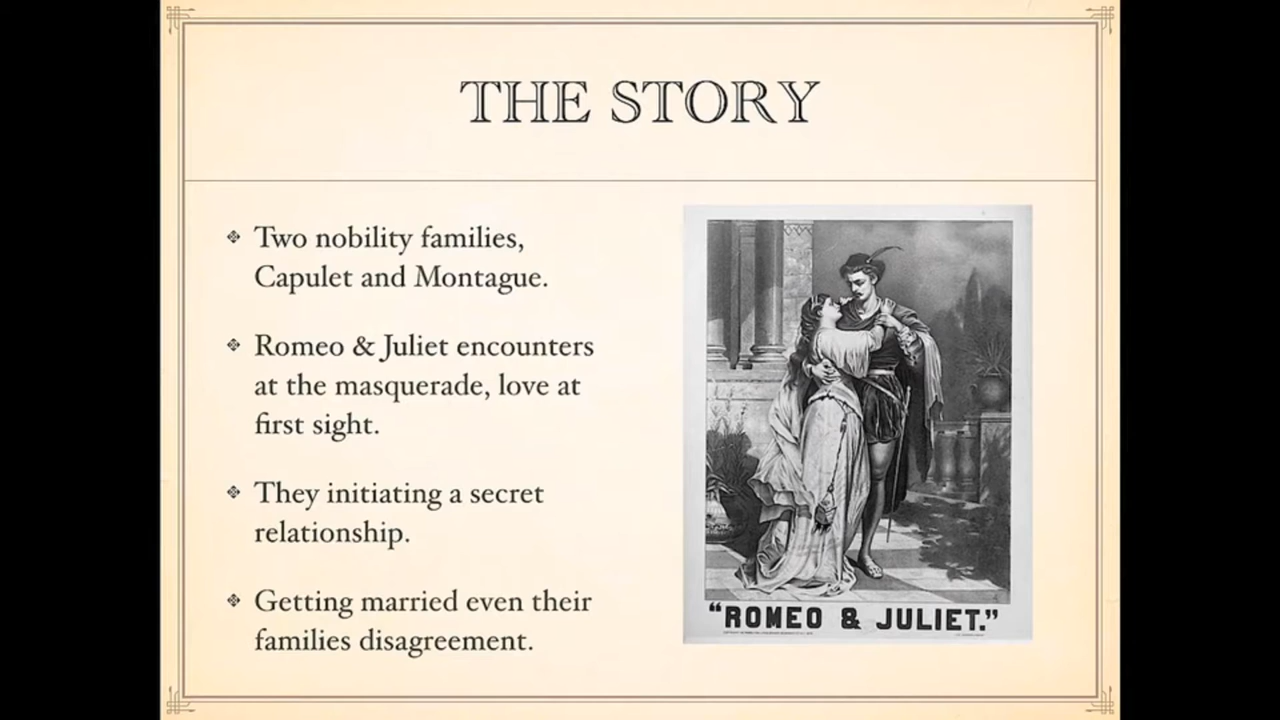 THE STORY
Two nobility families,
Capulet and Montague.
Romeo & Juliet encounters
at the masquerade, love at
first sight.
They initiating a secret
relationship.
Getting married even their
families disagreement.
“ROMEO & JULIET.”